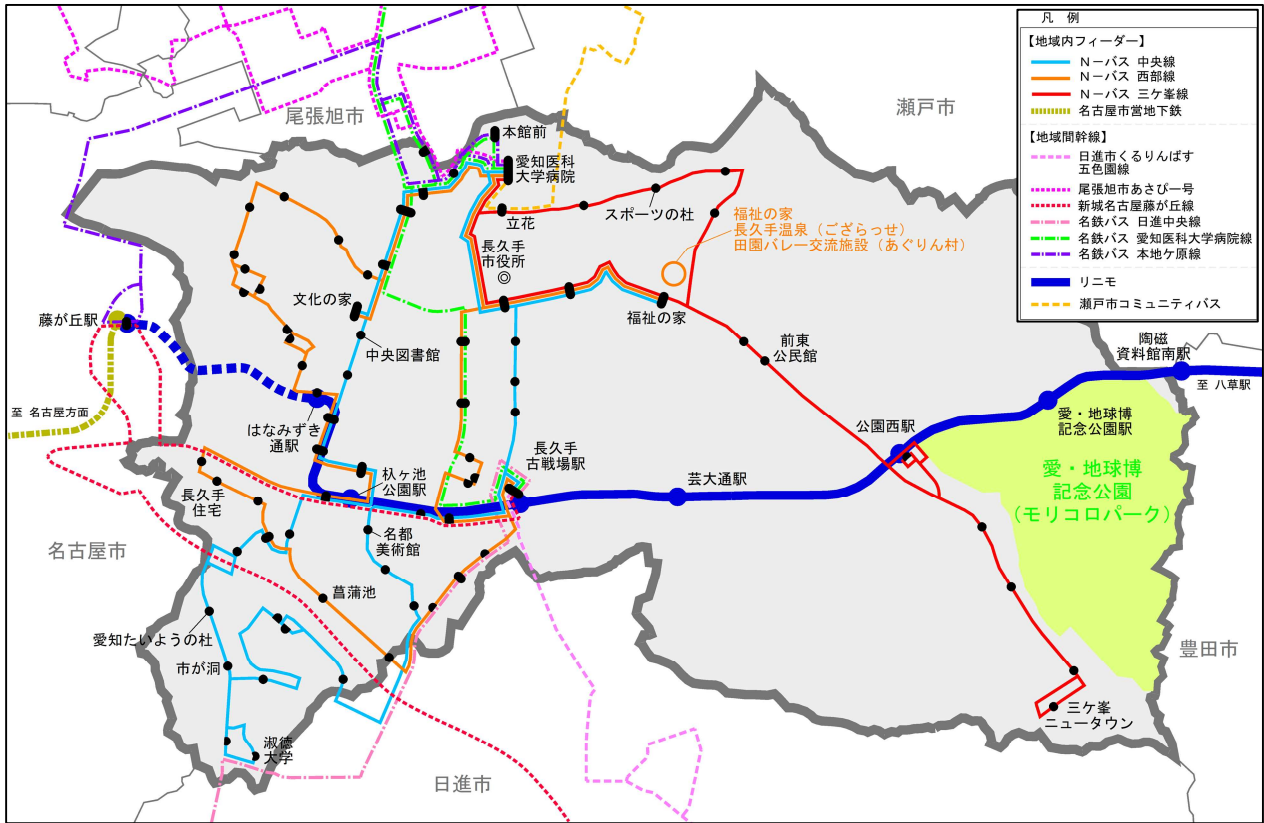 凡 例
【地域内フィーダー】
N－バス 中央線
N－バス 西部線
N－バス 三ケ峯線
名古屋市営地下鉄
【地域間幹線】
日進市くるりんばす
五色園線
尾張旭市あさぴー号
新城名古屋藤が丘線
名鉄バス 日進中央線
名鉄バス 愛知医科大学病院線
名鉄バス 本地ケ原線
リニモ
瀬戸市コミュニティバス
尾張旭市
瀬戸市
本館前
愛知医科
大学病院
スポーツの杜
立花
福祉の家
長久手温泉（ござらっせ）
田園バレー交流施設（あぐりん村）
長久手
市役所
◎
文化の家
藤が丘駅
福祉の家
中央図書館
前東
公民館
陶磁
資料館南駅
至 八草駅
至 名古屋方面
はなみずき
通駅
公園西駅
愛・地球博
記念公園駅
長久手
古戦場駅
杁ヶ池
公園駅
芸大通駅
愛・地球博
記念公園
（モリコロパーク）
長久手
住宅
名都
美術館
名古屋市
菖蒲池
愛知たいようの杜
市が洞
豊田市
三ケ峯
ニュータウン
淑徳
大学
日進市